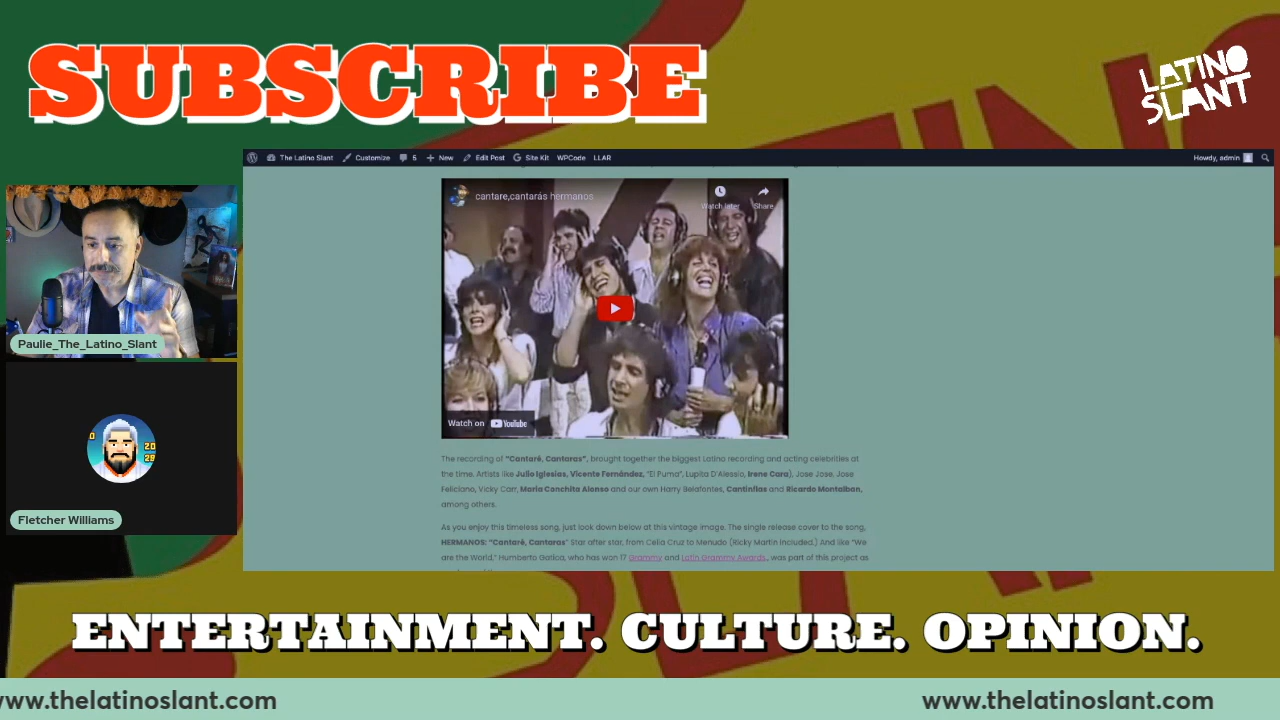 SUBSCRIBE
LATINO
SLANT
The Latino Slant Customize 5 New Edit Post Site Kit WPCode LLAR Howdy, admin
cantare,cantarás hermanos
Watch later Share
Watch on YouTube
Paulie_The_Latino_Slant
0
20
28
Fletcher Williams
The recording of "Cantaré, Cantaras", brought together the biggest Latino recording and acting celebrities at
the time. Artists like Julio Iglesias, Vicente Fernández, "El Puma", Lupita D'Alessio, Irene Cara), Jose Jose, Jose
Feliciano, Vicky Carr, Maria Conchita Alonso and our own Harry Belafontes, Cantinflas and Ricardo Montalban,
among others.
As you enjoy this timeless song, just look down below at this vintage image. The single release cover to the song,
HERMANOS: "Cantaré, Cantaras" Star after star, from Celia Cruz to Menudo (Ricky Martin included.) And like "We
are the World." Humberto Gatica, who has won 17 Grammy and Latin Grammy Awards, was part of this project as
ENTERTAINMENT. CULTURE. OPINION.
www.thelatinoslant.com www.thelatinoslant.com